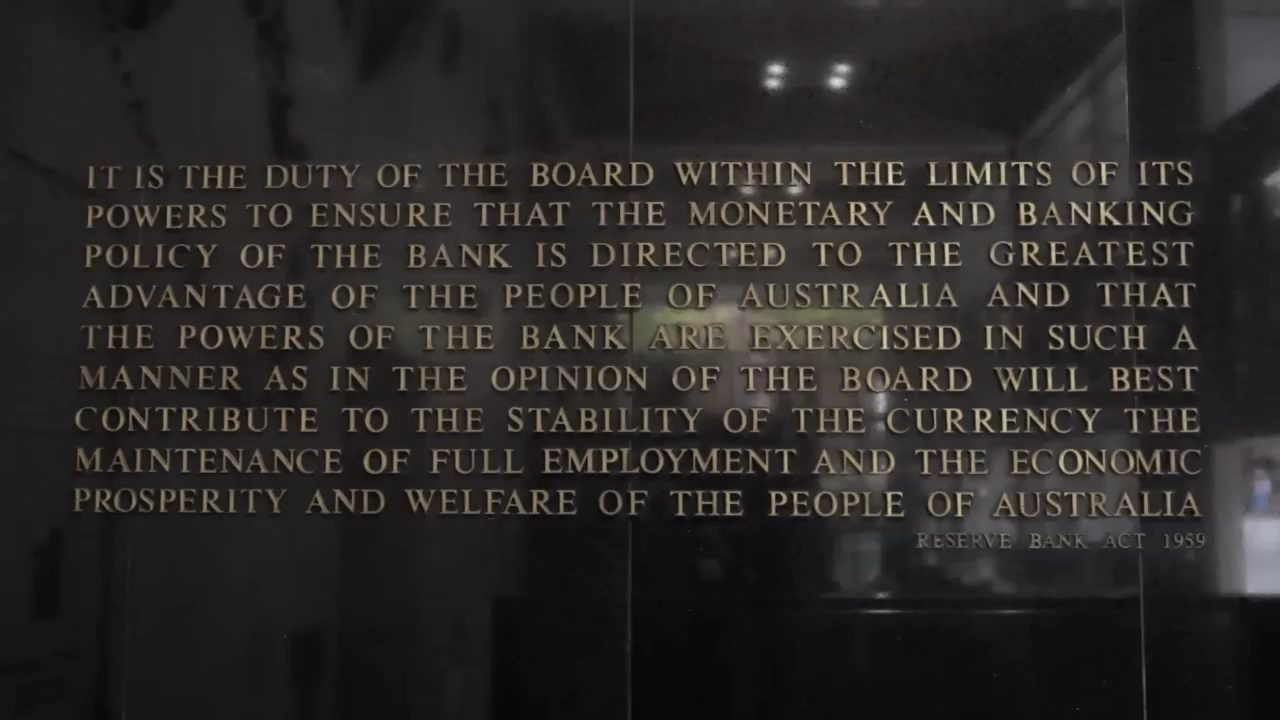 IT IS THE DUTY OF THE BOARD WITHIN THE LIMITS OF ITS
POWERS TO ENSURE THAT THE MONETARY AND BANKING
POLICY OF THE BANK IS DIRECTED TO THE GREATEST
ADVANTAGE OF THE PEOPLE OF AUSTRALIA AND THAT
THE POWERS OF THE BANK ARE EXERCISED IN SUCH A
MANNER AS IN THE OPINION OF THE BOARD WILL BEST
CONTRIBUTE TO THE STABILITY OF THE CURRENCY THE
MAINTENANCE OF FULL EMPLOYMENT AND THE ECONOMIC
PROSPERITY AND WELFARE OF THE PEOPLE OF AUSTRALIA
RESERVE BANK ACT 1959